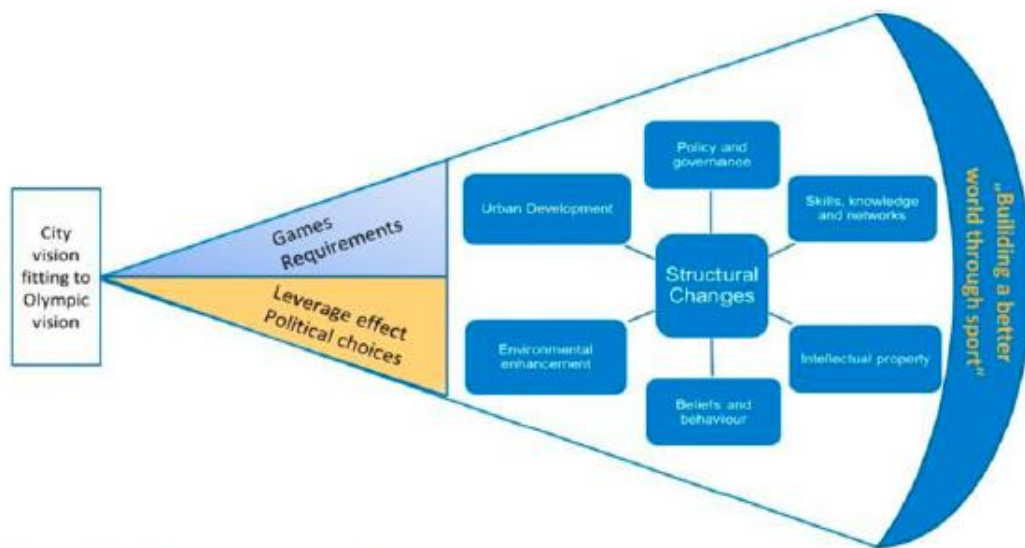 City
vision
fitting to
Olympic
vision
Games
Requirements
Leverage effect
Political choices
Policy and
governance
Urban Development
Skills, knowledge
and networks
Structural
Changes
Environmental
enhancement
Intellectual property
Beliefs and
behaviour
„Builiding a better
world through sport"